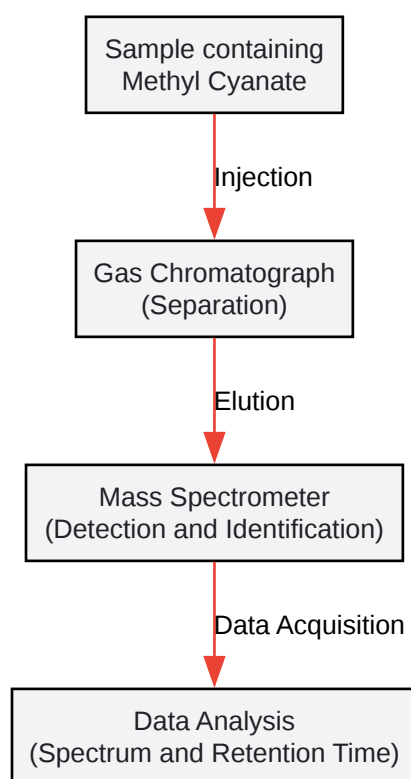 Sample containing
Methyl Cyanate
Injection
Gas Chromatograph
(Separation)
Elution
Mass Spectrometer
(Detection and Identification)
Data Acquisition
Data Analysis
(Spectrum and Retention Time)